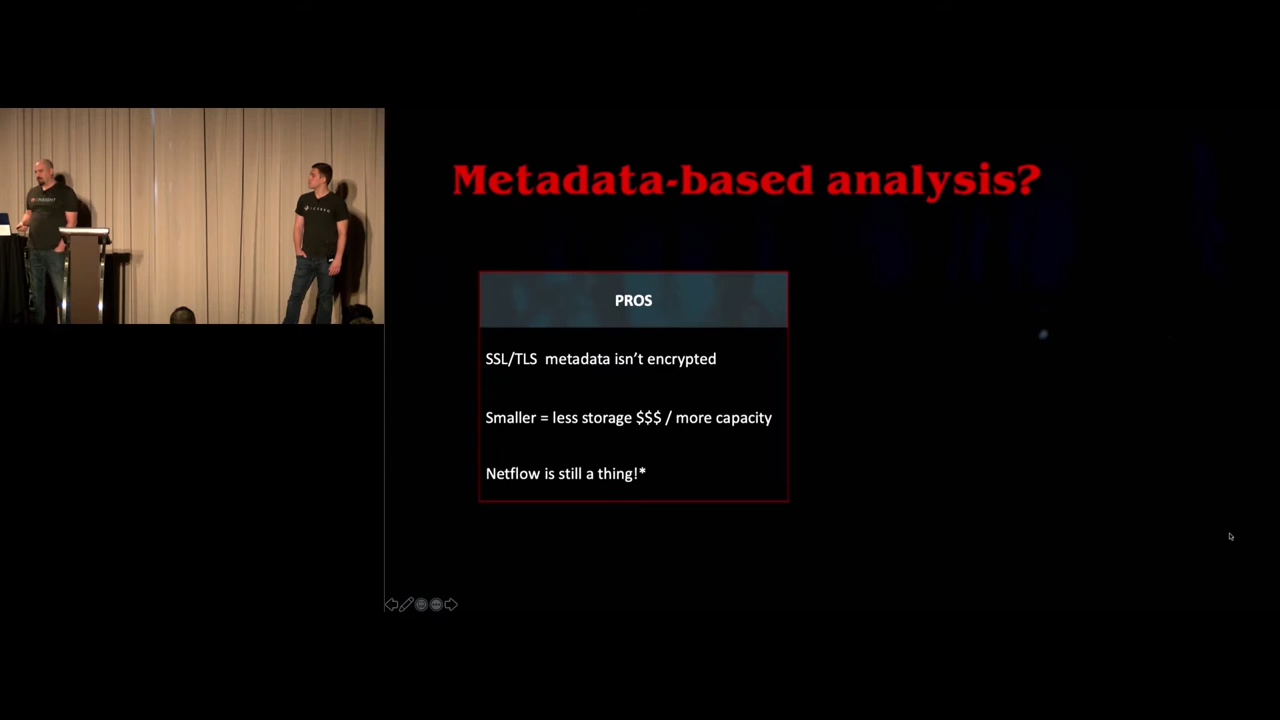 Metadata-based analysis?
PROS
SSL/TLS  metadata isn't encrypted
Smaller = less storage $$$ / more capacity
Netflow is still a thing!*